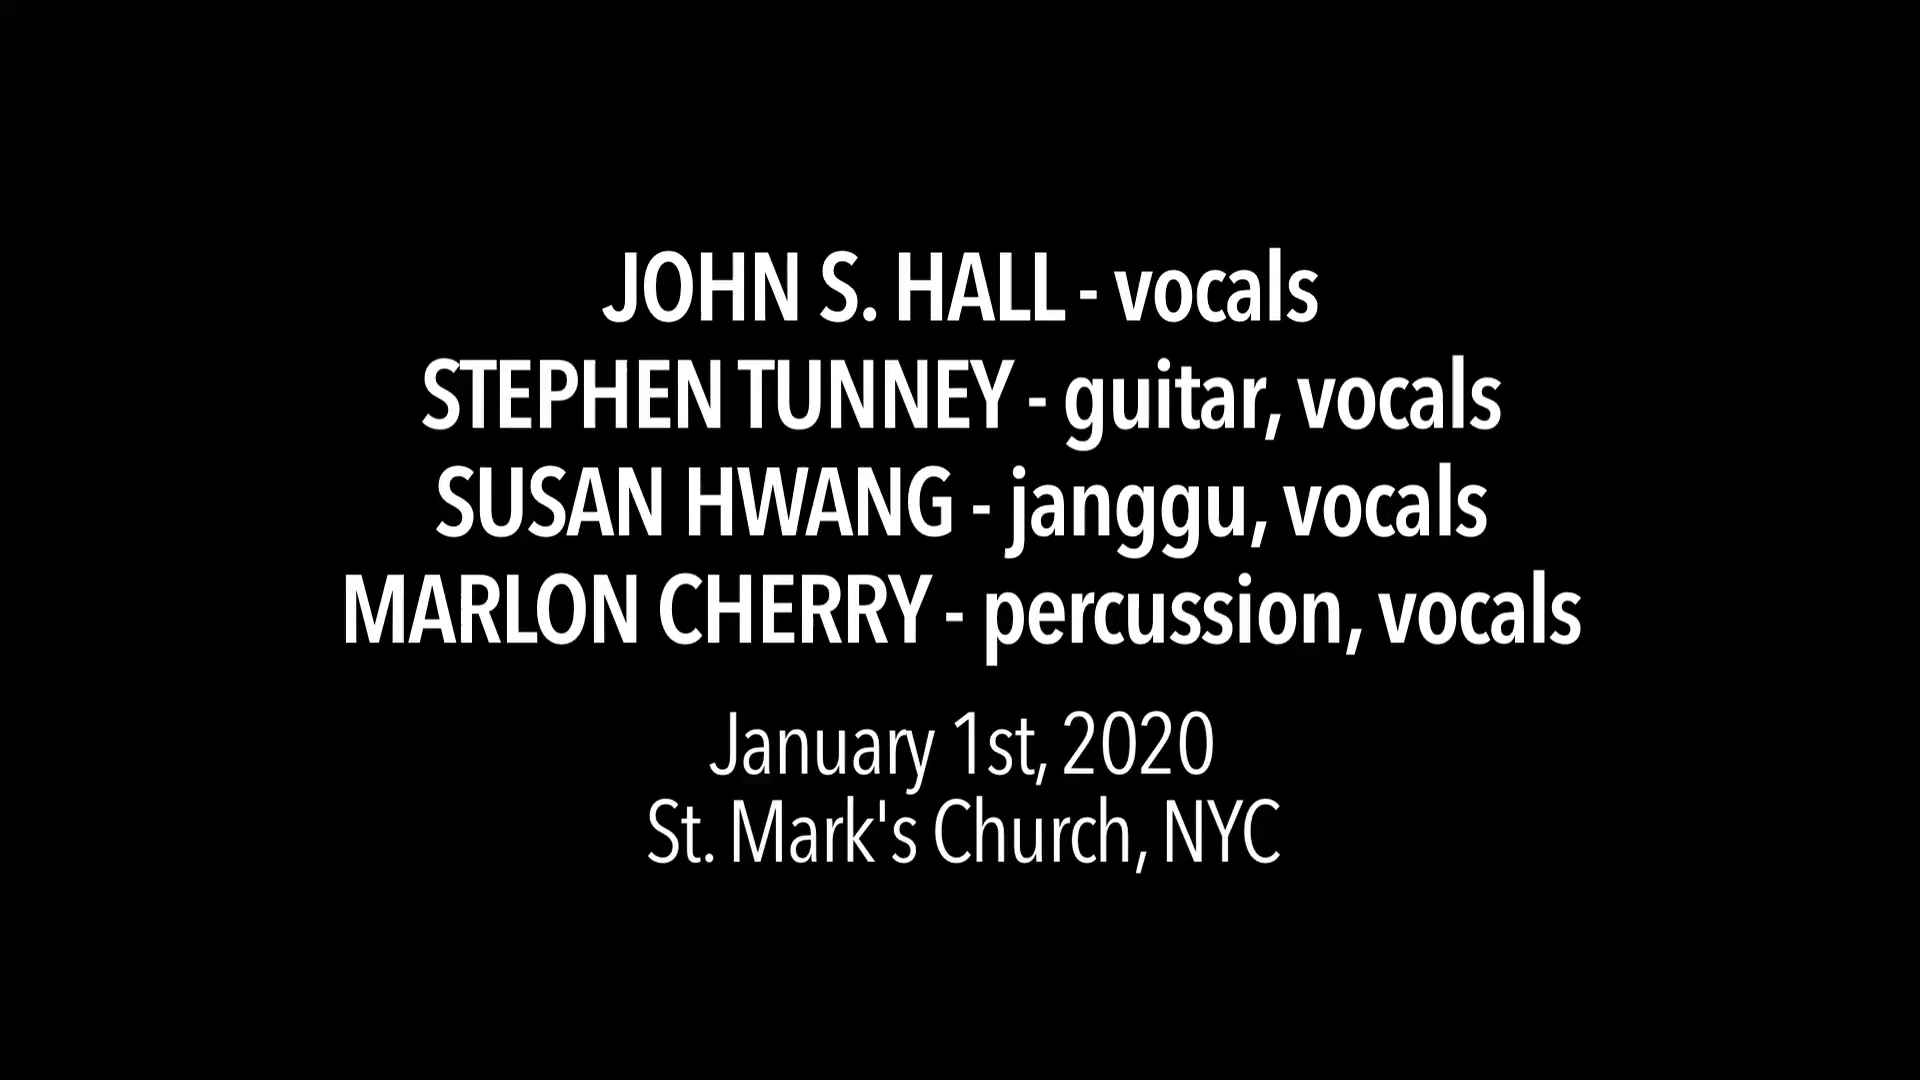 JOHN S. HALL - vocals
STEPHEN TUNNEY - guitar, vocals
SUSAN HWANG - janggu, vocals
MARLON CHERRY - percussion, vocals
January 1st, 2020
St. Mark's Church, NYC